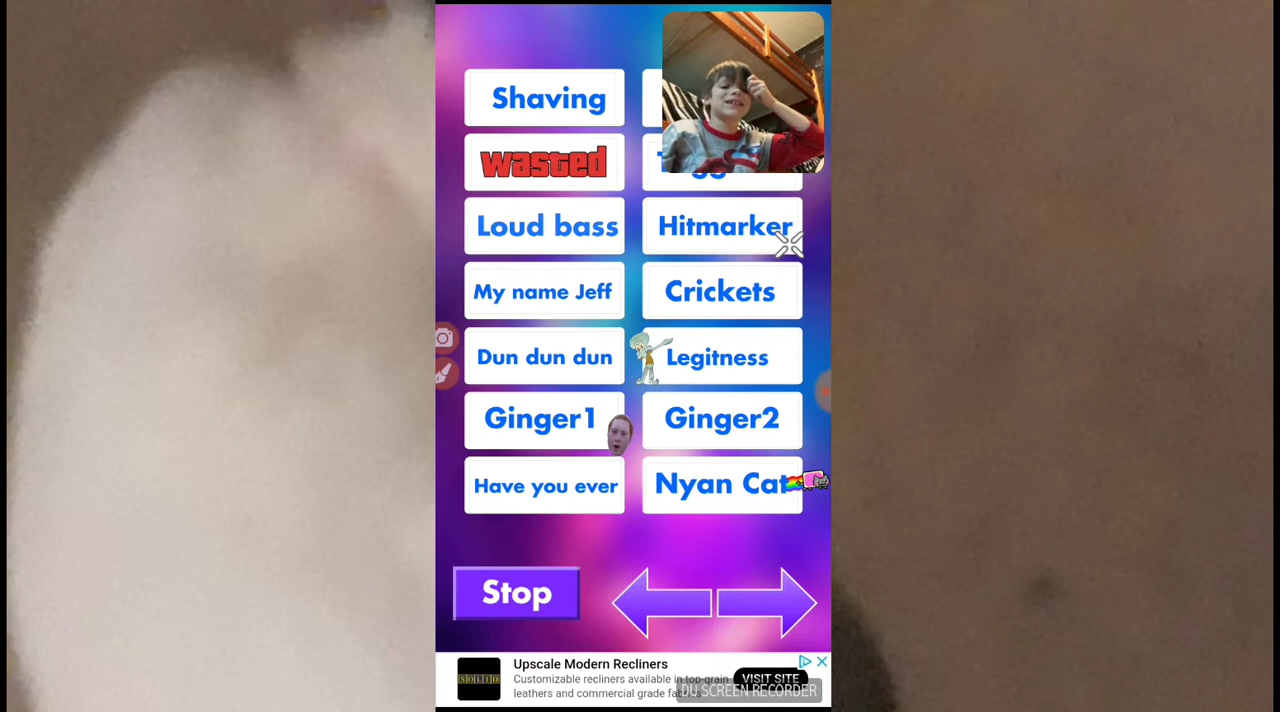 Shaving
wasted
Loud bass
Hitmarker
My name Jeff
Crickets
Dun dun dun
Legitness
Ginger1
Ginger2
Have you ever
Nyan Cat
Stop
SOLID
Upscale Modern Recliners
Customizable recliners available in top-grain
leathers and commercial grade
VISIT SITE
DU SCREEN RECORDER